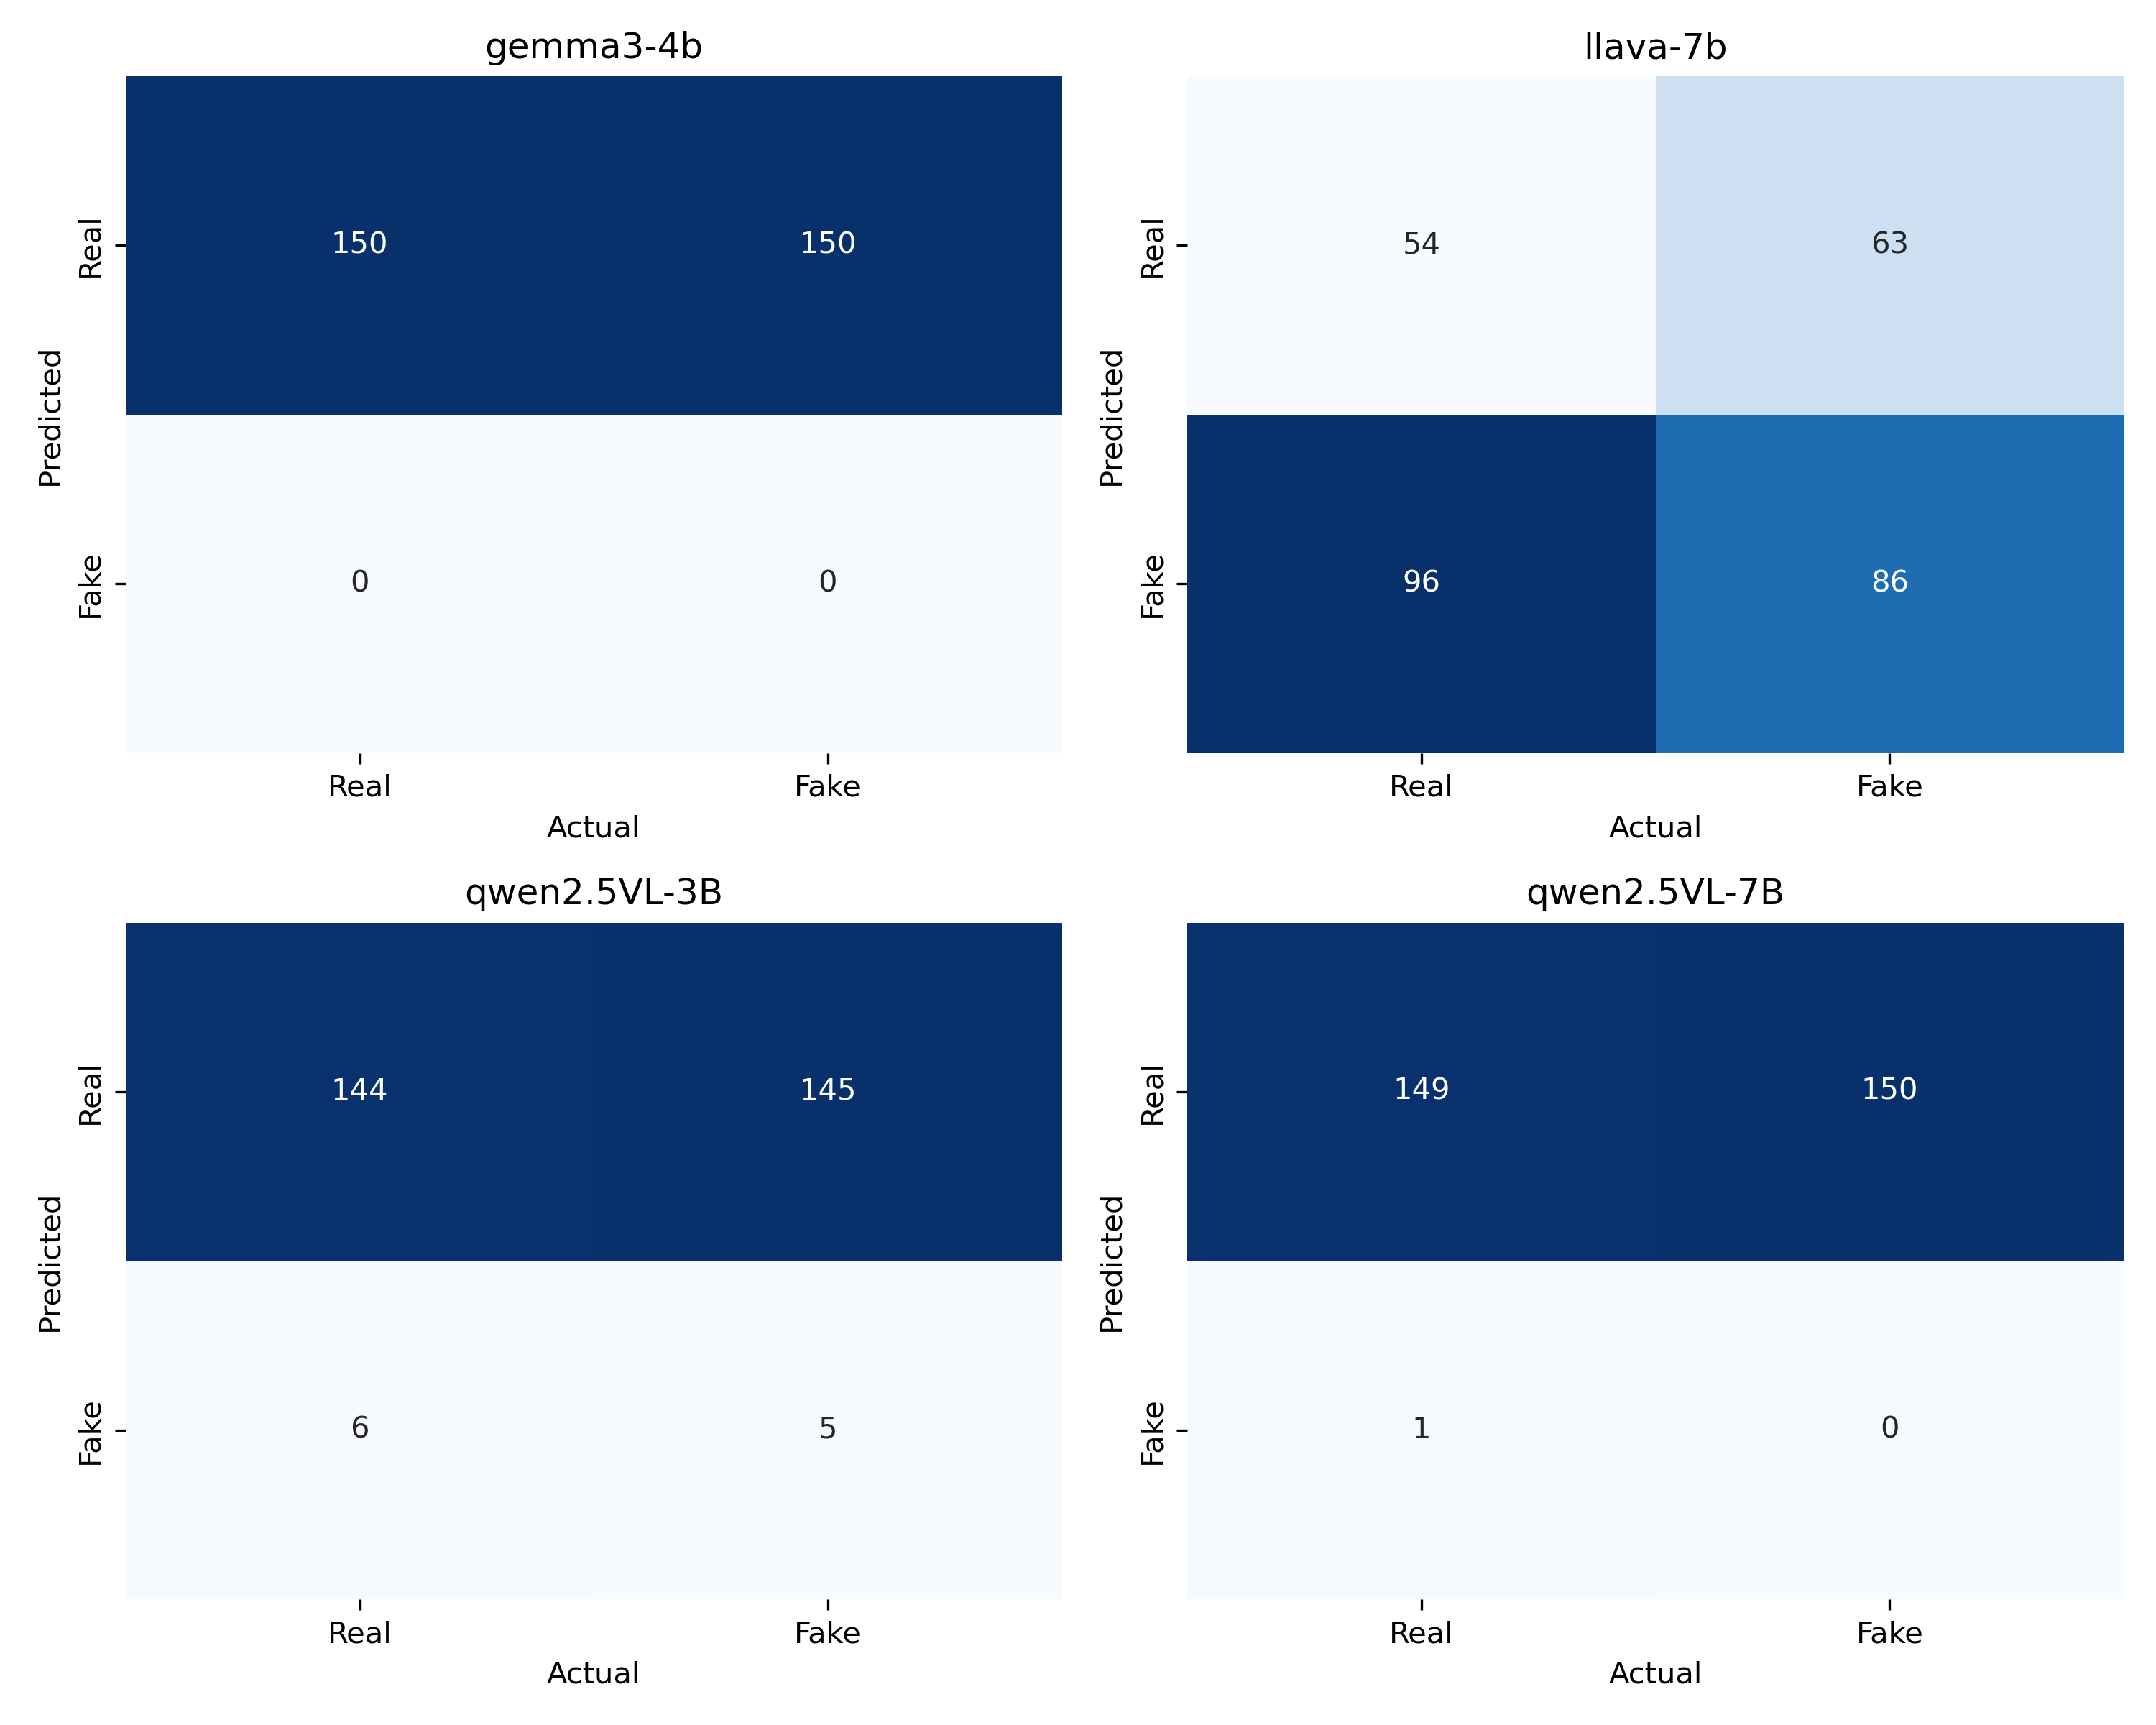 gemma3-4b
Predicted
Real
150
150
Fake
0
0
Real
Fake
Actual
llava-7b
Predicted
Real
54
63
Fake
96
86
Real
Fake
Actual
qwen2.5VL-3B
Predicted
Real
144
145
Fake
6
5
Real
Fake
Actual
qwen2.5VL-7B
Predicted
Real
149
150
Fake
1
0
Real
Fake
Actual